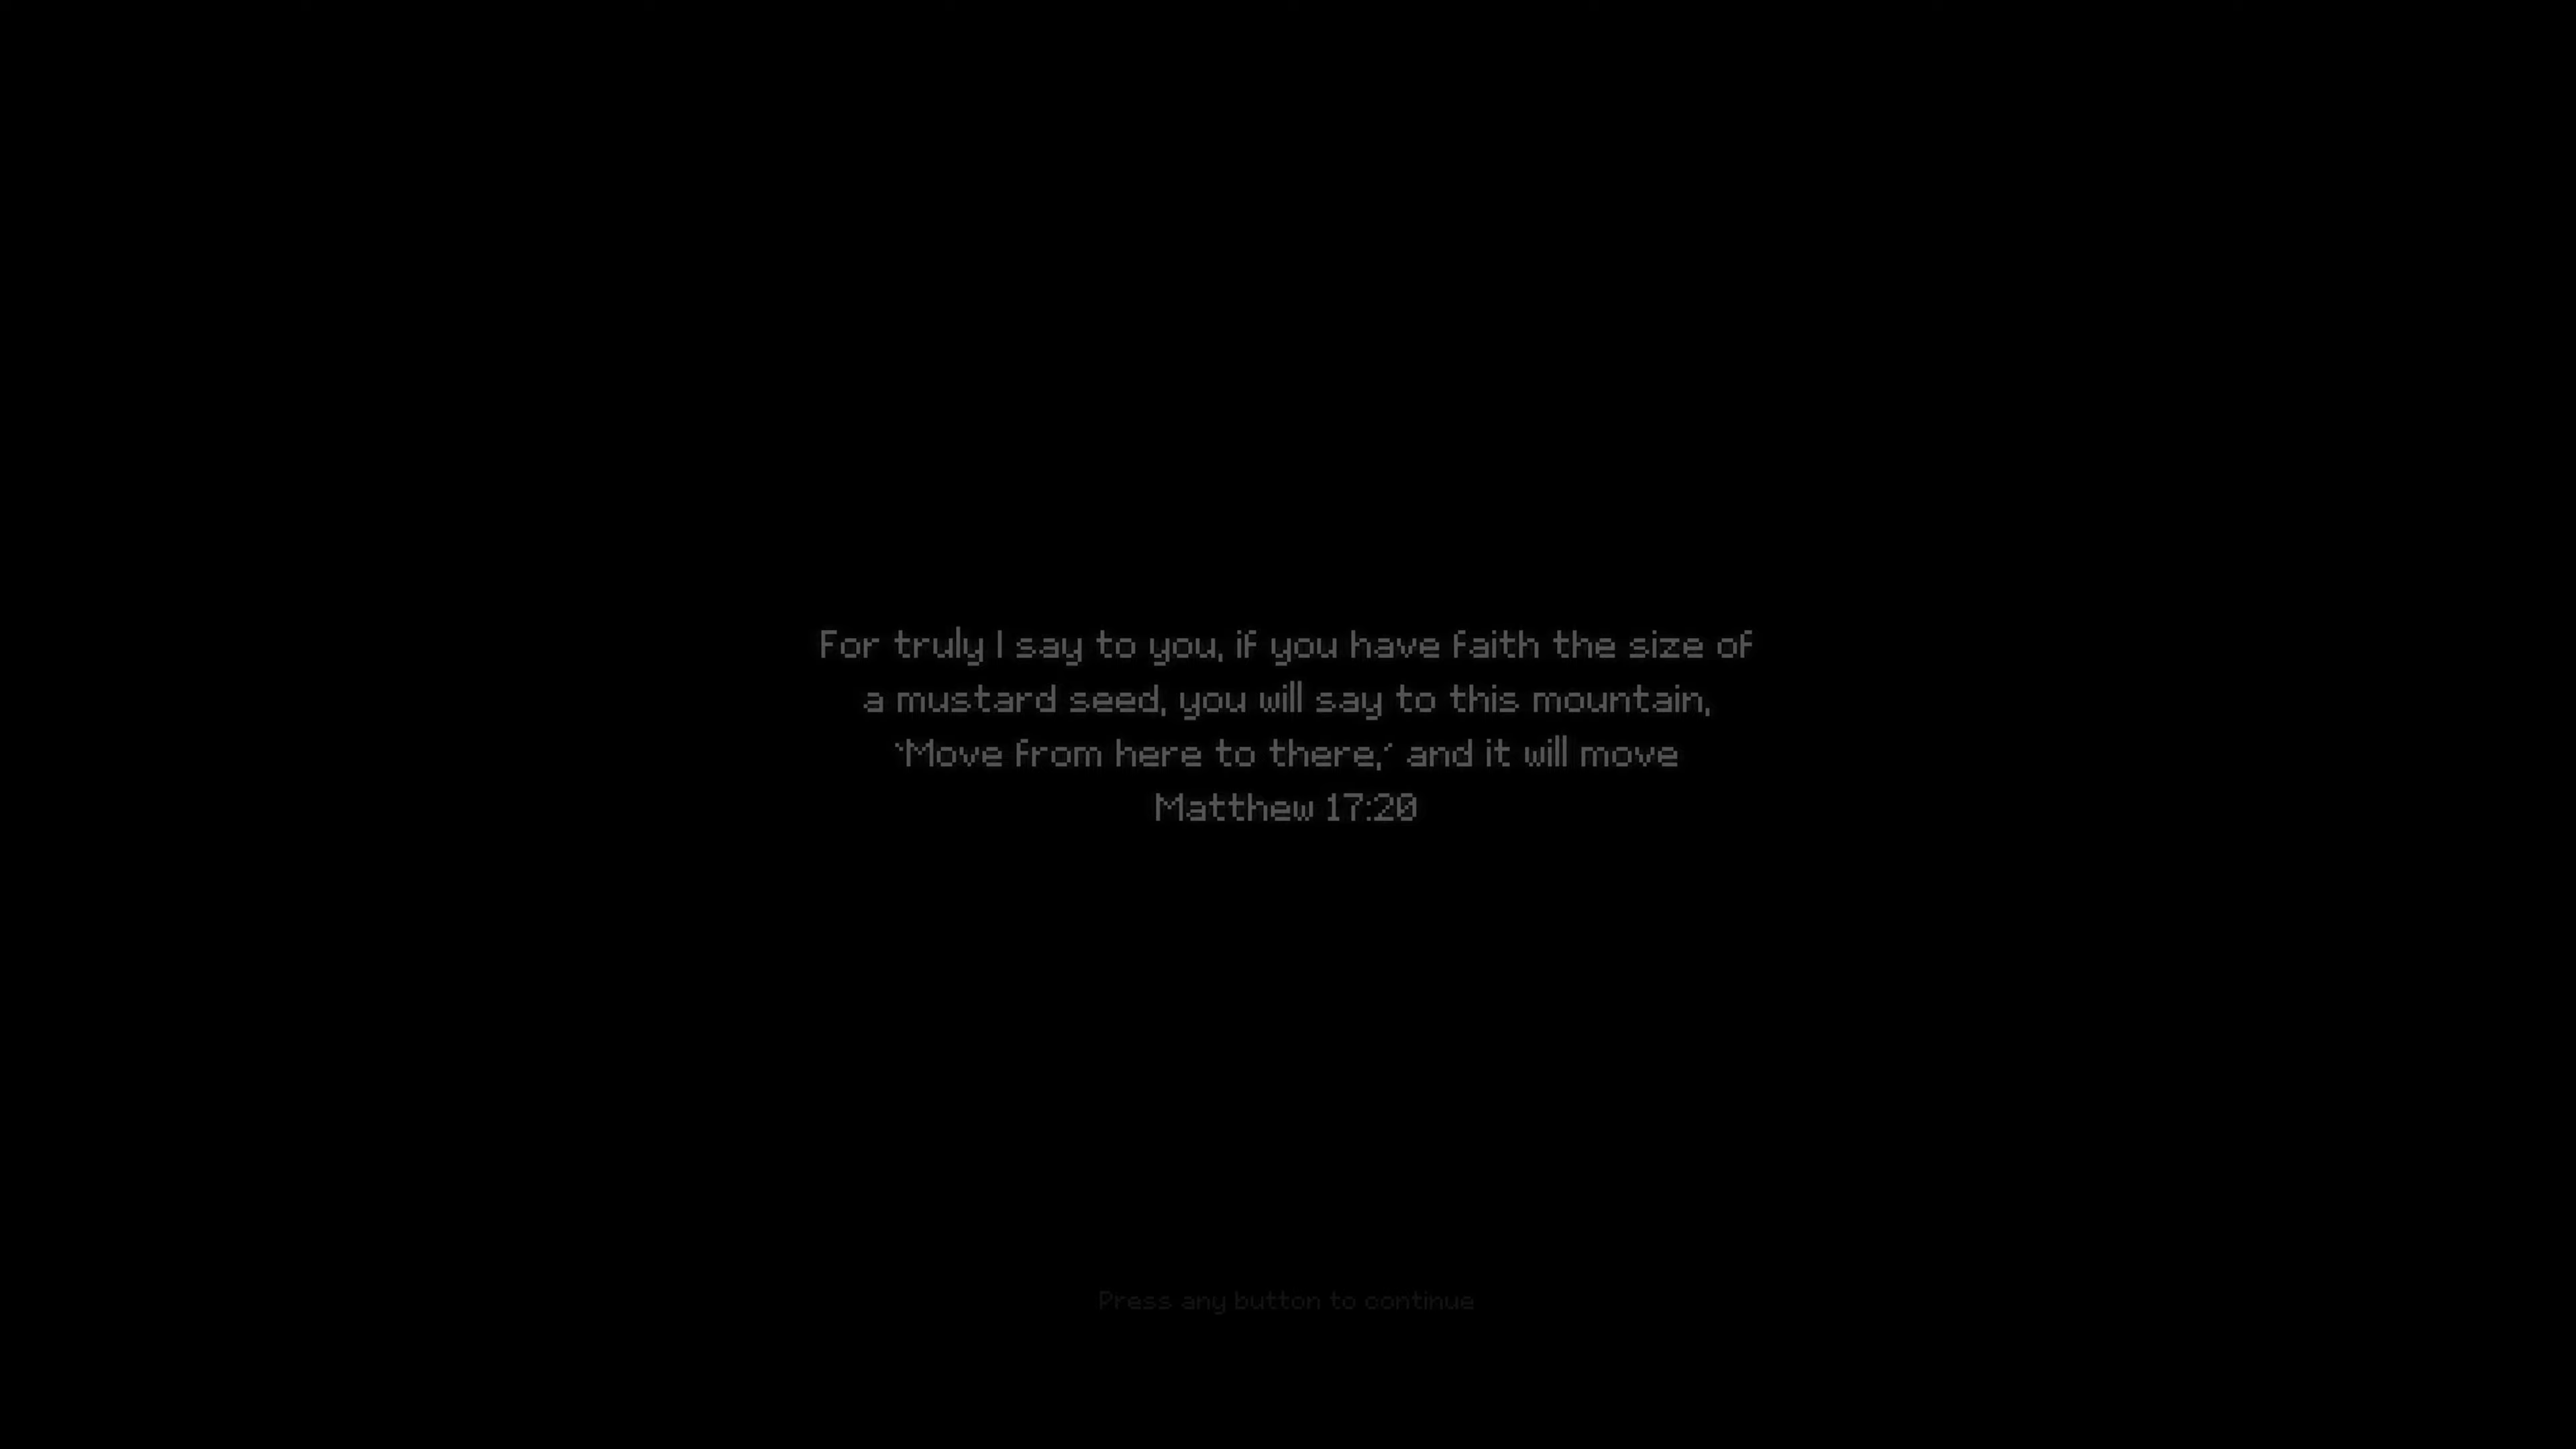 For truly I say to you, if you have faith the size of
a mustard seed, you will say to this mountain,
‘Move from here to there,’ and it will move
Matthew 17:20
Press any button to continue